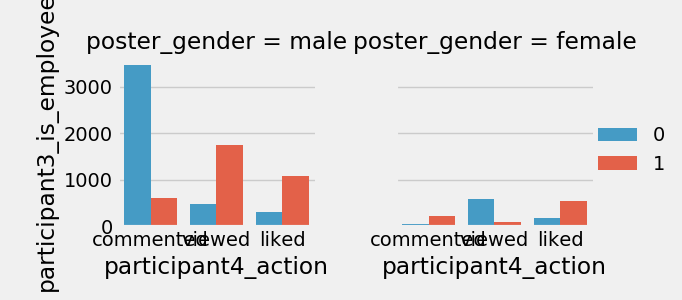 participant3_is_employee
poster_gender = male
poster_gender = female
3000
2000
1000
0
commented
viewed
liked
commented
viewed
liked
participant4_action
participant4_action
0
1